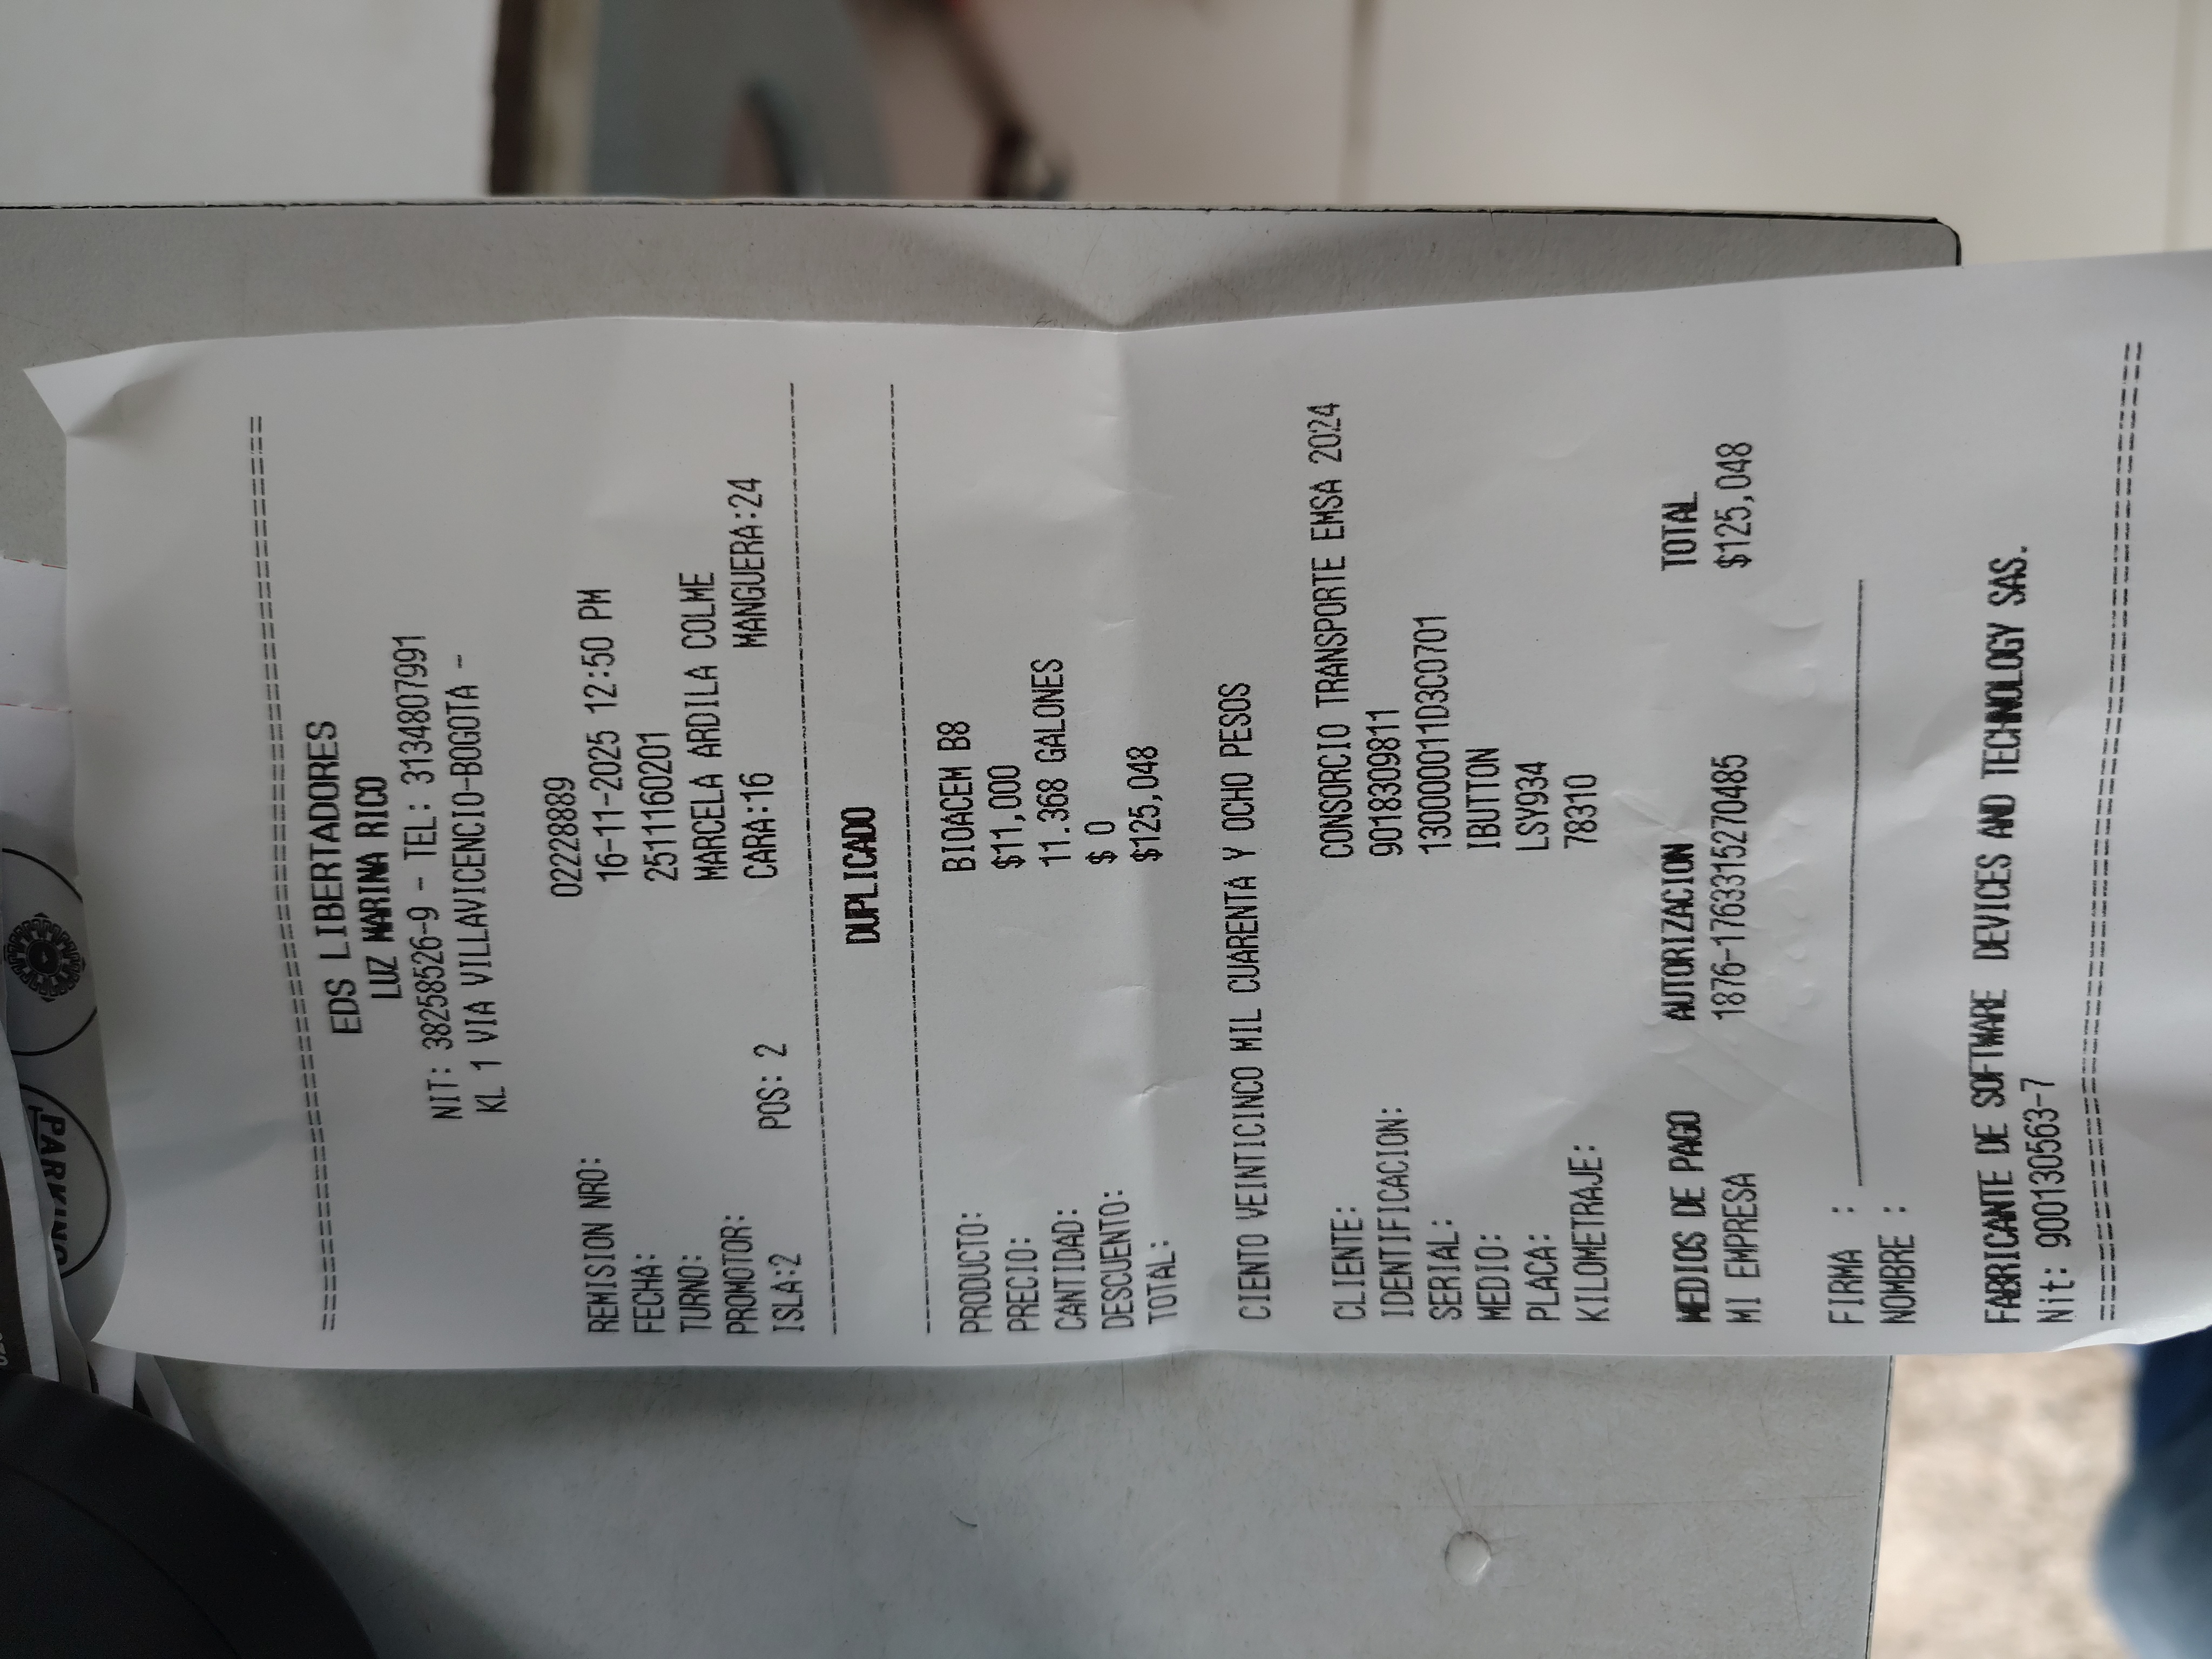 ================================================
EDS LIBERTADORES
LUZ MARINA RICO
NIT: 38258526-9 - TEL: 3134807991
KL 1 VIA VILLAVICENCIO-BOGOTA -
REMISION NRO: 02228889
FECHA: 16-11-2025 12:50 PM
TURNO: 2511160201
PROMOTOR: MARCELA ARDILA COLME
ISLA:2 POS: 2 CARA:16 MANGUERA:24
------------------------------------------------
DUPLICADO
------------------------------------------------
PRODUCTO: BIOACEM B8
PRECIO: $11,000
CANTIDAD: 11.368 GALONES
DESCUENTO: $ 0
TOTAL: $125,048
CIENTO VEINTICINCO MIL CUARENTA Y OCHO PESOS
CLIENTE: CONSORCIO TRANSPORTE EMSA 2024
IDENTIFICACION: 9018309811
SERIAL: 130000011D3C0701
MEDIO: IBUTTON
PLACA: LSY934
KILOMETRAJE: 78310
MEDIOS DE PAGO AUTORIZACION TOTAL
MI EMPRESA 1876-1763315270485 $125,048
FIRMA : ______________________________
NOMBRE :
FABRICANTE DE SOFTWARE DEVICES AND TECHNOLOGY SAS.
Nit: 900130563-7
================================================
PARKING